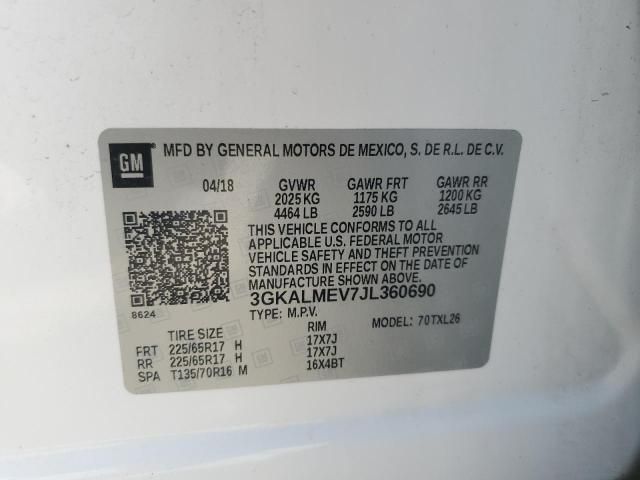 GM MFD BY GENERAL MOTORS DE MEXICO, S. DE R.L. DE C.V.
04/18 GVWR GAWR FRT GAWR RR
2025 KG 1175 KG 1200 KG
4464 LB 2590 LB 2645 LB
THIS VEHICLE CONFORMS TO ALL
APPLICABLE U.S. FEDERAL MOTOR
VEHICLE SAFETY AND THEFT PREVENTION
STANDARDS IN EFFECT ON THE DATE OF
MANUFACTURE SHOWN ABOVE.
3GKALMEV7JL360690
8624
TYPE: M.P.V. MODEL: 70TXL26
TIRE SIZE RIM
FRT 225/65R17 H 17X7J
RR 225/65R17 H 17X7J
SPA T135/70R16 M 16X4BT